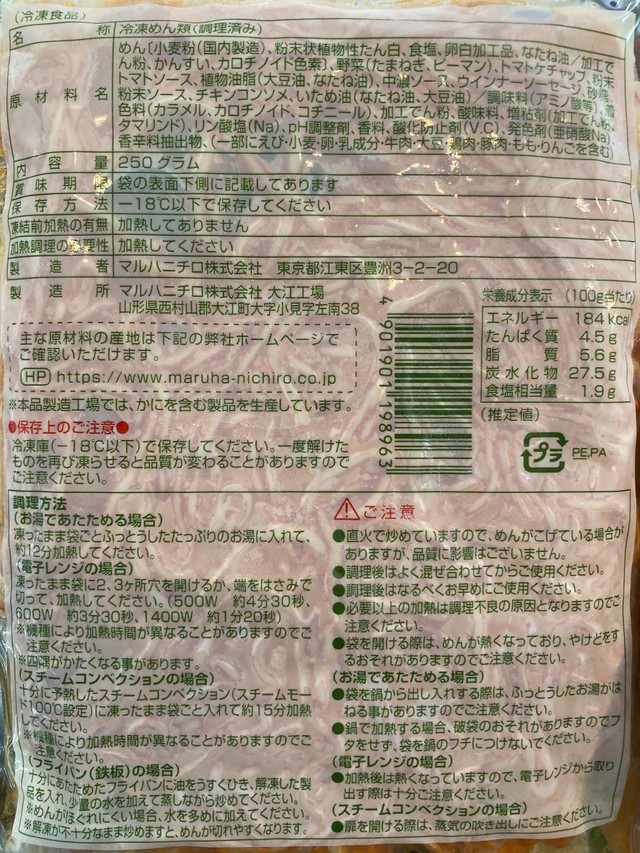 (冷凍食品)
名 称 冷凍めん類(調理済み)
原材料名 めん〔小麦粉(国内製造)、粉末状植物性たん白、食塩、卵白加工品、なたね油／加工で
ん粉、かんすい、カロチノイド色素〕、野菜(たまねぎ、ピーマン)、トマトケチャップ、粉末
トマトソース、植物油脂(大豆油、なたね油)、中濃ソース、ウインナーソーセージ、砂糖、
粉末ソース、チキンコンソメ、いため油(なたね油、大豆油)／調味料(アミノ酸等)、着
色料(カラメル、カロチノイド、コチニール)、加工でん粉、酸味料、増粘剤(加工でん粉、
タマリンド)、リン酸塩(Na)、pH調整剤、香料、酸化防止剤(V.C)、発色剤(亜硝酸Na)、
香辛料抽出物、(一部にえび・小麦・卵・乳成分・牛肉・大豆・鶏肉・豚肉・もも・りんごを含む)
内容量 250グラム
賞味期限 袋の表面下側に記載してあります
保存方法 −18℃以下で保存してください
凍結前加熱の有無 加熱してありません
加熱調理の必要性 加熱してください
製造者 マルハニチロ株式会社 東京都江東区豊洲3−2−20
製造所 マルハニチロ株式会社 大江工場
山形県西村山郡大江町大字小見字左南38
主な原材料の産地は下記の弊社ホームページで
ご確認いただけます。
HP https://www.maruha-nichiro.co.jp
※本品製造工場では、かにを含む製品を生産しています。
●保存上のご注意●
冷凍庫(−18℃以下)で保存してください。一度解けた
ものを再び凍らせると品質が変わることがありますので
ご注意ください。
4 901901 198963
栄養成分表示 (100g当たり)
エネルギー 184 kcal
たんぱく質 4.5g
脂質 5.6g
炭水化物 27.5g
食塩相当量 1.9g
(推定値)
プラ PE,PA
調理方法
(お湯であたためる場合)
凍ったまま袋ごとふっとうしたたっぷりのお湯に入れて、
約12分加熱してください。
(電子レンジの場合)
凍ったまま袋に2、3ヶ所穴を開けるか、端をはさみで
切って、加熱してください。(500W 約4分30秒、
600W 約3分30秒、1400W 約1分20秒)
※機種により加熱時間が異なることがありますのでご
注意ください。
※四隅がかたくなる事があります。
(スチームコンベクションの場合)
十分に予熱したスチームコンベクション(スチームモー
ド100℃設定)に凍ったまま袋ごと入れて約15分加熱
してください。
※機種により加熱時間が異なることがありますのでご
注意ください。
(フライパン(鉄板)の場合)
十分にあたためたフライパンに油をうすくひき、解凍した製
品を入れ、少量の水を加えて蒸しながら炒めてください。
※めんがほぐれにくい場合、水を多めに加えてください。
※解凍が不十分なまま炒めますと、めんが切れやすくなります。
⚠ご注意
●直火で炒めていますので、めんがこげている場合が
ありますが、品質に影響はございません。
●調理後はよく混ぜ合わせてからご使用ください。
●調理後はなるべくお早めにご使用ください。
●必要以上の加熱は調理不良の原因となりますのでご
注意ください。
●袋を開ける際は、めんが熱くなっており、やけどをす
るおそれがありますのでご注意ください。
(お湯であたためる場合)
●袋を鍋から出し入れする際は、ふっとうしたお湯がは
ねる事がありますのでご注意ください。
●鍋で加熱する場合、破袋のおそれがありますのでフ
タをせず、袋を鍋のフチにつけないでください。
(電子レンジの場合)
●加熱後は熱くなっていますので、電子レンジから取り
出す際は十分ご注意ください。
(スチームコンベクションの場合)
●扉を開ける際は、蒸気の吹き出しにご注意ください。